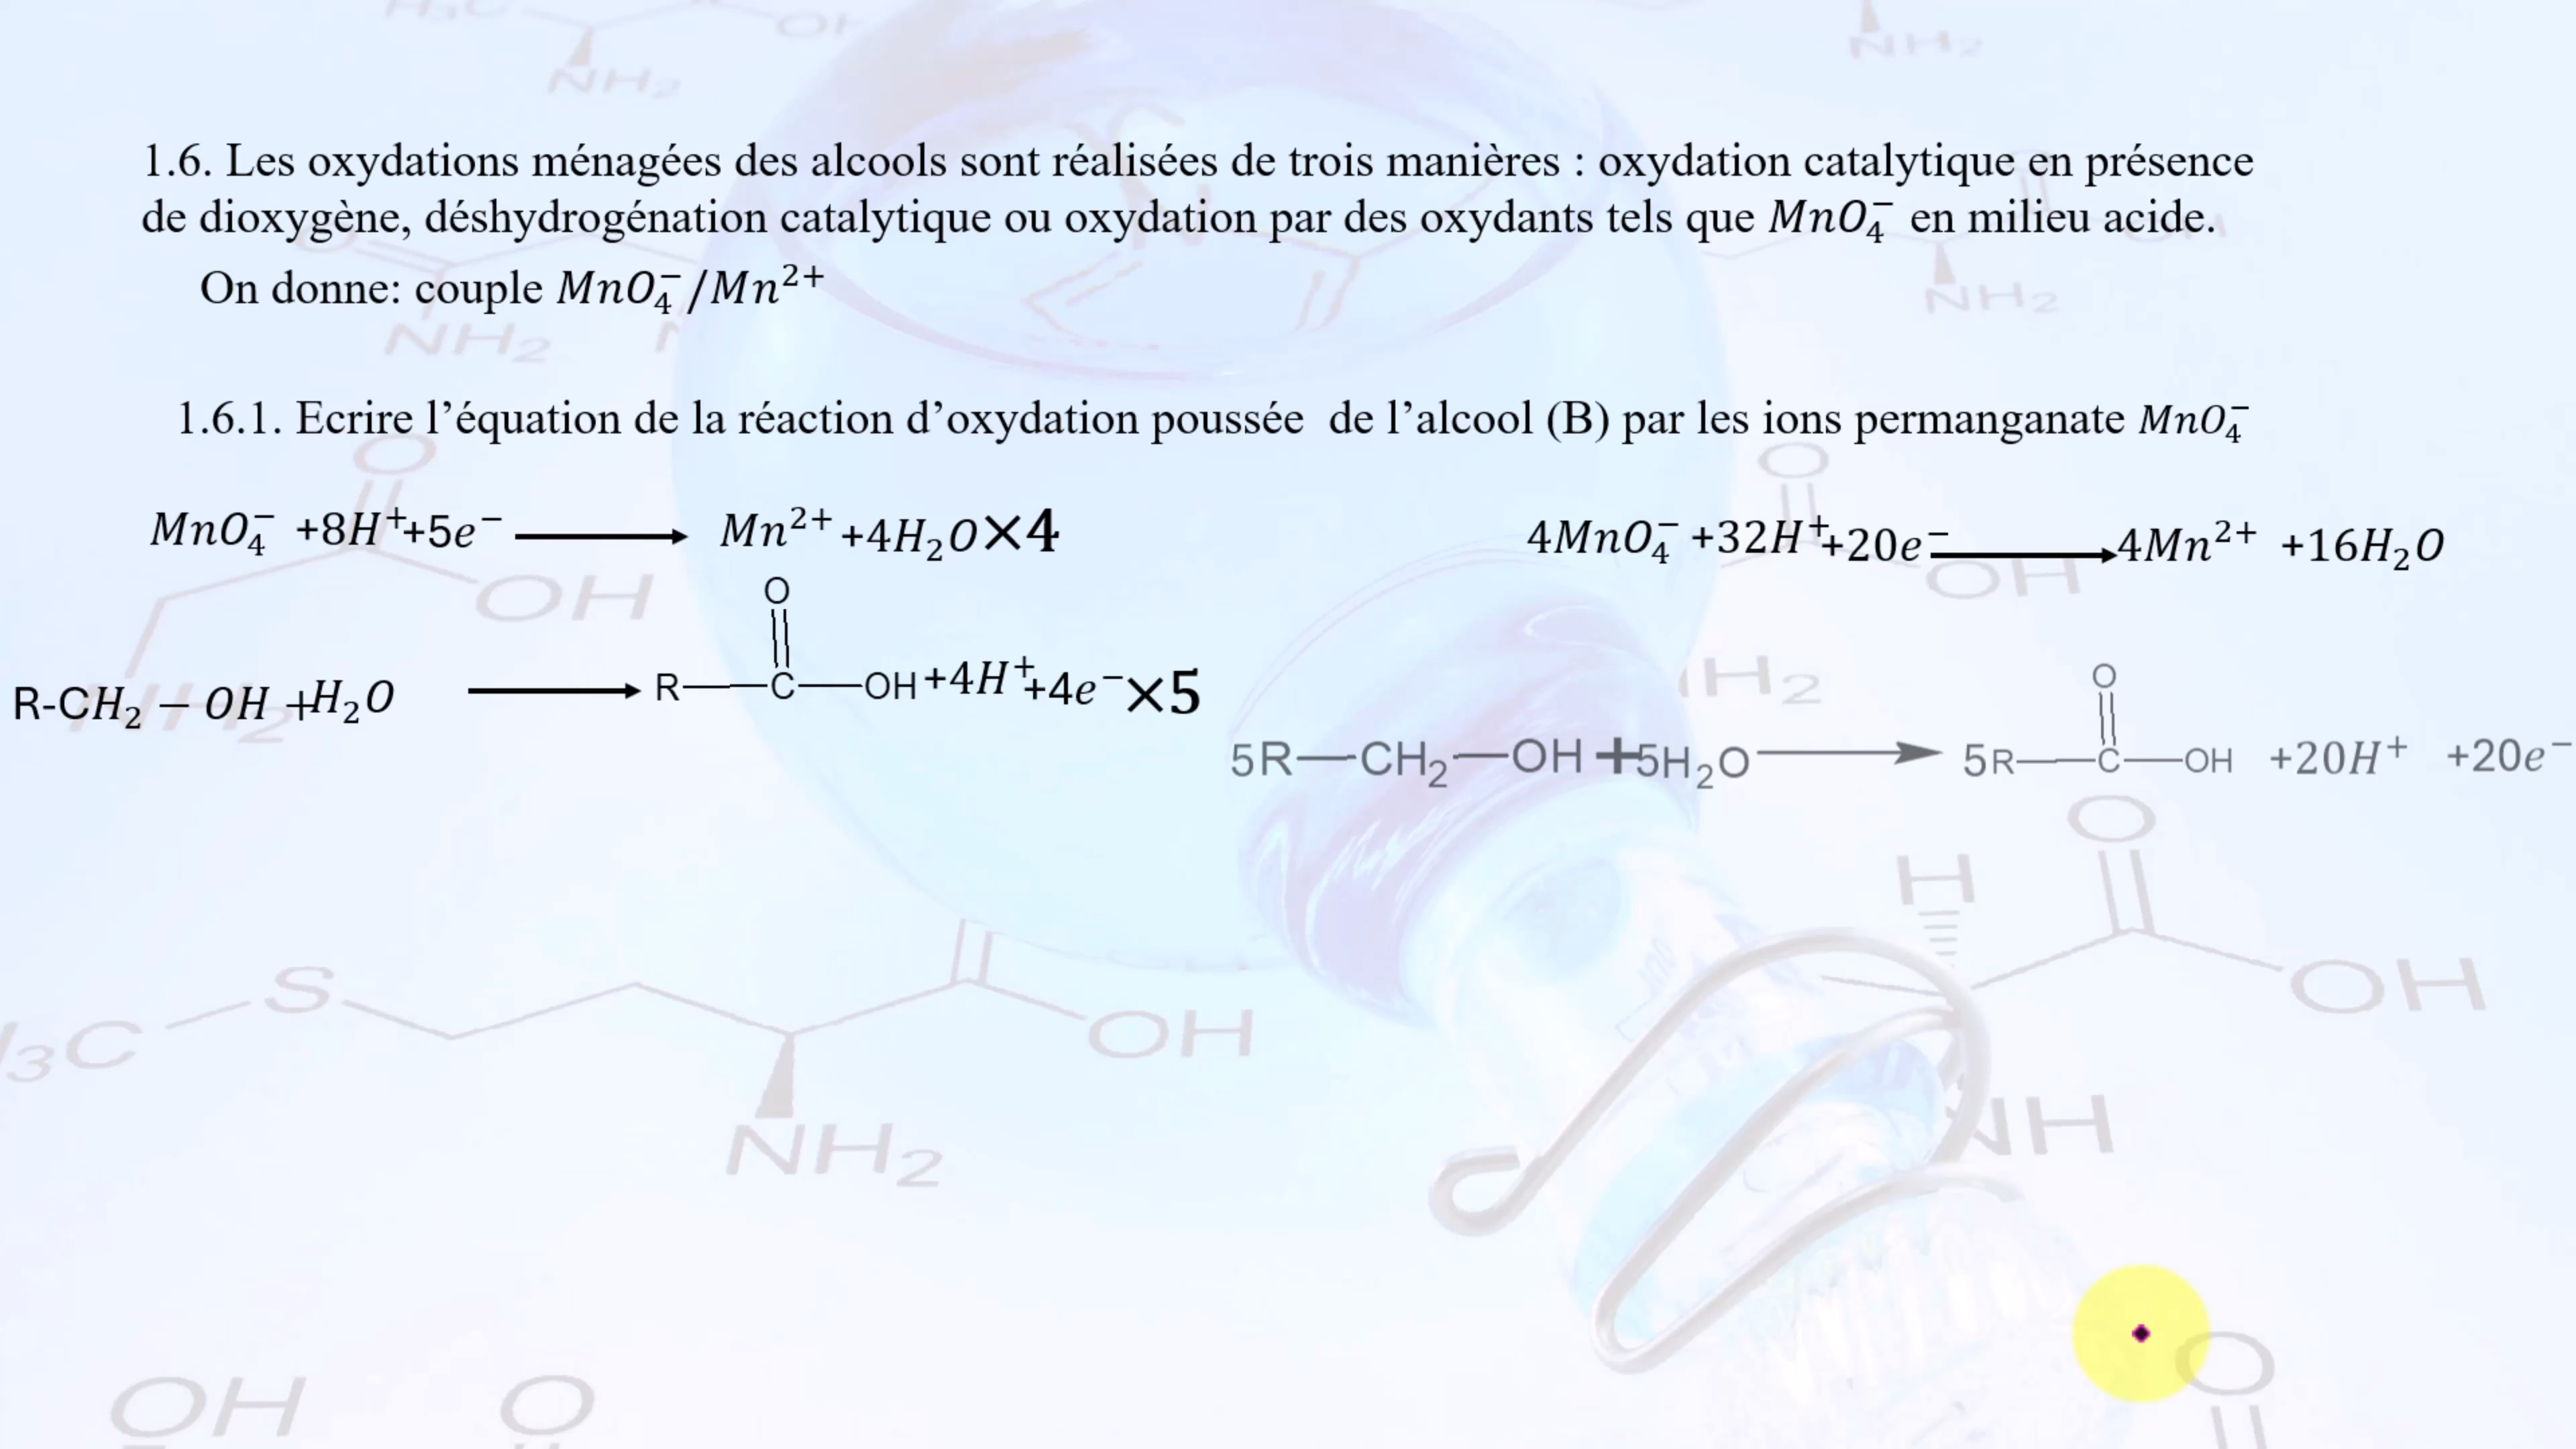 1.6. Les oxydations ménagées des alcools sont réalisées de trois manières : oxydation catalytique en présence
de dioxygène, déshydrogénation catalytique ou oxydation par des oxydants tels que MnO₄⁻ en milieu acide.
On donne: couple MnO₄⁻/Mn²⁺
1.6.1. Ecrire l’équation de la réaction d’oxydation poussée de l’alcool (B) par les ions permanganate MnO₄⁻
MnO₄⁻ +8H⁺+5e⁻ ⟶ Mn²⁺+4H₂O×4
4MnO₄⁻ +32H⁺+20e⁻ ⟶ 4Mn²⁺ +16H₂O
O
R-CH₂ − OH +H₂O ⟶ R—C—OH+4H⁺+4e⁻×5
O
5R—CH₂—OH +5H₂O ⟶ 5R—C—OH +20H⁺ +20e⁻